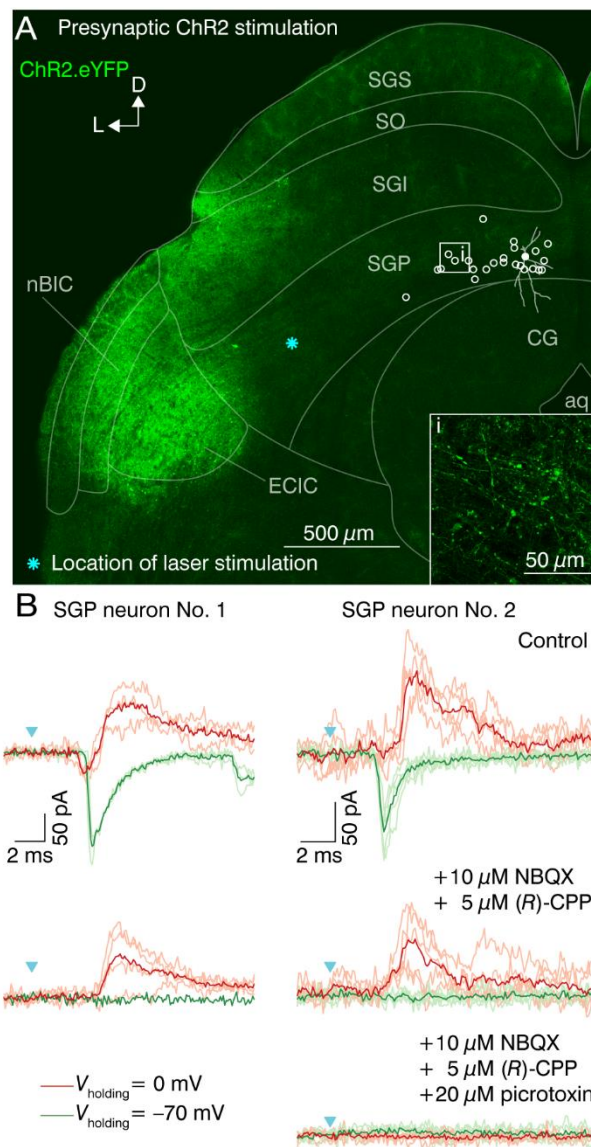 A Presynaptic ChR2 stimulation
ChR2.eYFP
D
L
SGS
SO
SGI
SGP
i
nBIC
CG
aq
ECIC
i
500 µm
50 µm
* Location of laser stimulation
B SGP neuron No. 1 SGP neuron No. 2
Control
50 pA
2 ms
50 pA
2 ms
+10 µM NBQX
+ 5 µM (R)-CPP
+10 µM NBQX
+ 5 µM (R)-CPP
+20 µM picrotoxin
Vholding = 0 mV
Vholding = −70 mV